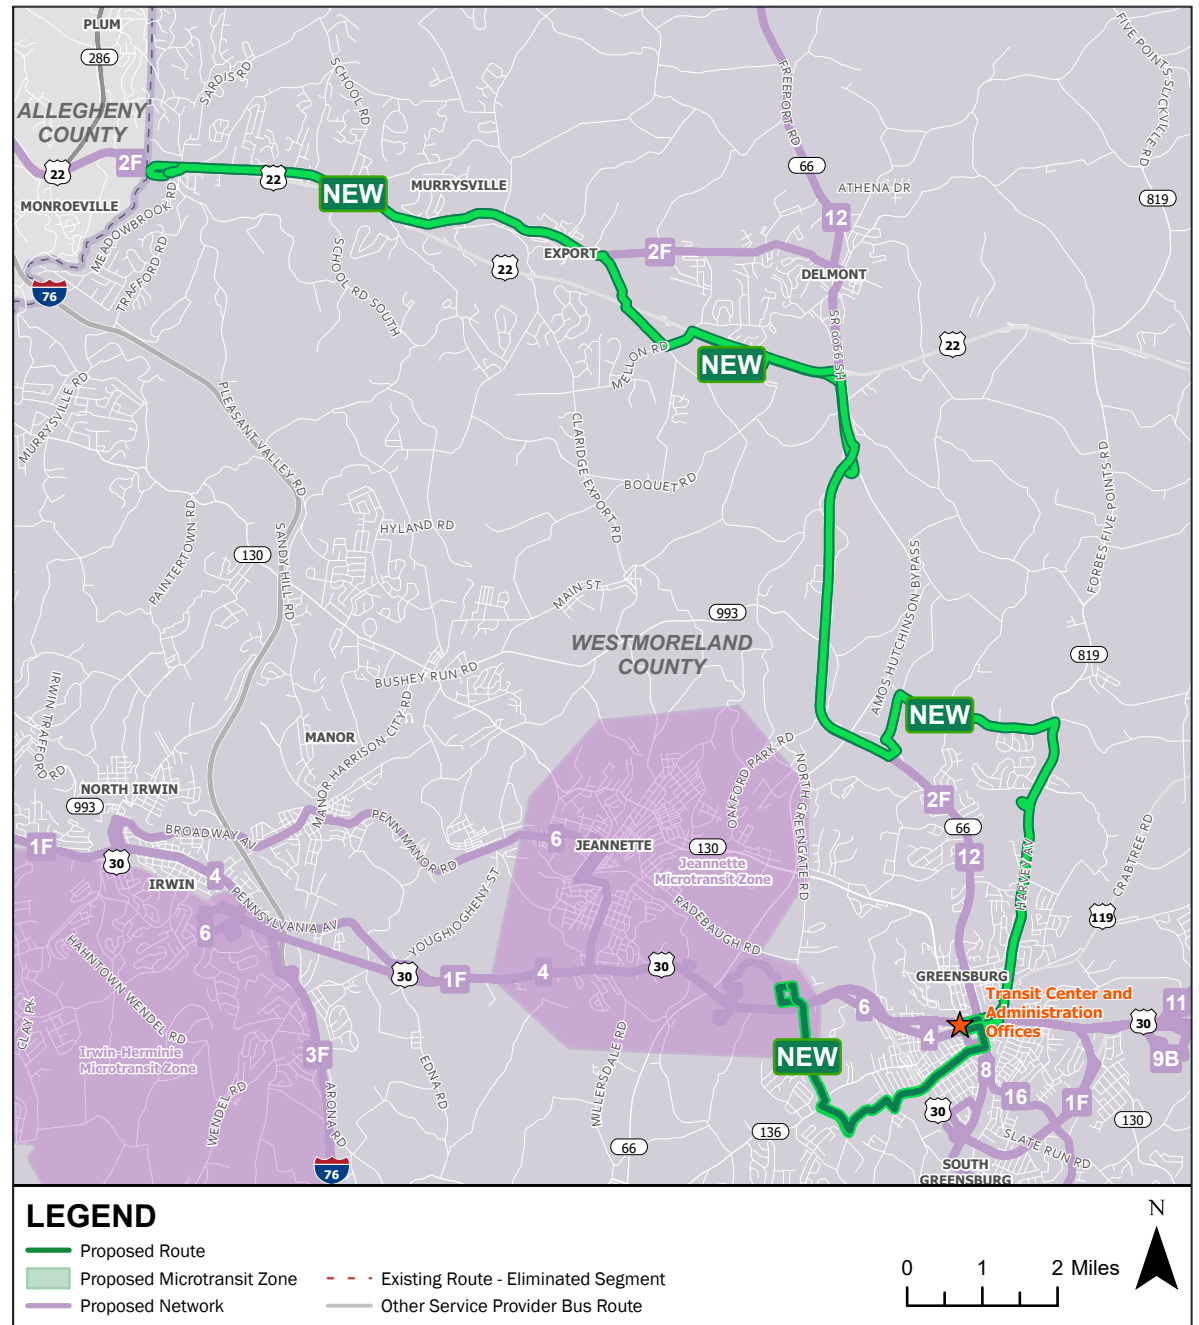 PLUM
286
SARDIS RD
SCHOOL RD
FREEPORT RD
FIVE POINTS SLICKVILLE RD
ALLEGHENY
COUNTY
2F
22
22
NEW
MURRYSVILLE
66
ATHENA DR
819
MONROEVILLE
MEADOWBROOK RD
TRAFFORD RD
12
SCHOOL RD SOUTH
22
EXPORT
2F
DELMONT
76
SR 0066 SH
22
MELLON RD
NEW
MURRYSVILLE RD
PLEASANT VALLEY RD
CLARIDGE EXPORT RD
BOQUET RD
FORBES FIVE POINTS RD
PAINTERTOWN RD
HYLAND RD
130
SANDY HILL RD
AMOS HUTCHINSON BYPASS
MAIN ST
993
WESTMORELAND
COUNTY
819
BUSHEY RUN RD
IRWIN TRAFFORD RD
MANOR HARRISON CITY RD
NEW
MANOR
OAKFORD PARK RD
NORTH GREENGATE RD
NORTH IRWIN
993
2F
BROADWAY AV
PENN MANOR RD
66
1F
30
6
JEANNETTE
130
12
Jeannette
Microtransit Zone
HARVEY AV
CRABTREE RD
4
IRWIN
PENNSYLVANIA AV
YOUGHIOGHENY ST
RADEBAUGH RD
119
6
HAHNTOWN WENDEL RD
30
1F
4
30
GREENSBURG
Transit Center and
Administration
Offices
6
4
11
30
9B
CLAY PK
Irwin-Herminie
Microtransit Zone
3F
EDNA RD
MILLERSDALE RD
NEW
8
16
1F
WENDEL RD
ARONA RD
30
130
136
66
SLATE RUN RD
76
SOUTH
GREENSBURG
LEGEND
Proposed Route
Proposed Microtransit Zone
Existing Route - Eliminated Segment
Proposed Network
Other Service Provider Bus Route
0 1 2 Miles
N